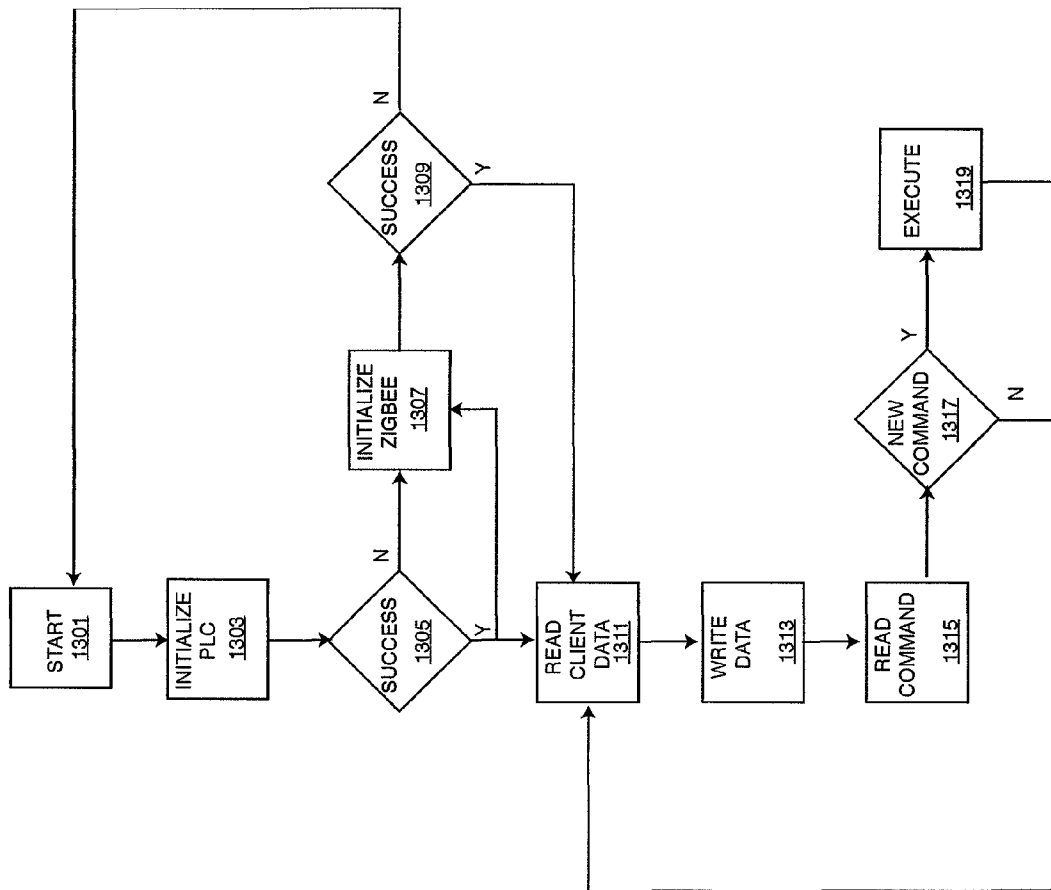 START
1301
INITIALIZE
PLC
1303
SUCCESS
1305
N
Y
INITIALIZE
ZIGBEE
1307
SUCCESS
1309
N
Y
READ
CLIENT
DATA
1311
WRITE
DATA
1313
READ
COMMAND
1315
NEW
COMMAND
1317
Y
N
EXECUTE
1319